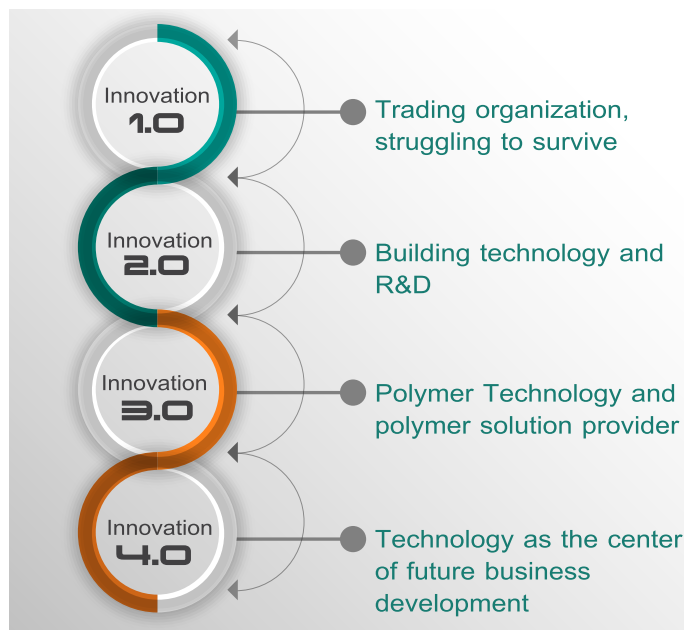 Innovation
1.0
Trading organization,
struggling to survive
Innovation
2.0
Building technology and
R&D
Innovation
3.0
Polymer Technology and
polymer solution provider
Innovation
4.0
Technology as the center
of future business
development